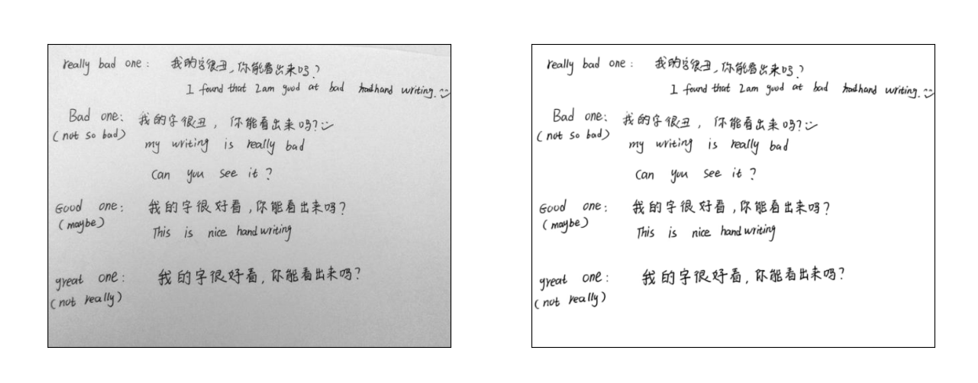 really bad one: 我的字很丑,你能看出来吗?
I found that I am good at bad hand writing.
Bad one: 我的字很丑, 你能看出来吗?
(not so bad)
my writing is really bad
Can you see it?
Good one: 我的字很好看,你能看出来吗?
(maybe)
This is nice handwriting
great one: 我的字很好看,你能看出来吗?
(not really)
really bad one: 我的字很丑,你能看出来吗?
I found that I am good at bad hand writing.
Bad one: 我的字很丑, 你能看出来吗?
(not so bad)
my writing is really bad
Can you see it?
Good one: 我的字很好看,你能看出来吗?
(maybe)
This is nice handwriting
great one: 我的字很好看,你能看出来吗?
(not really)